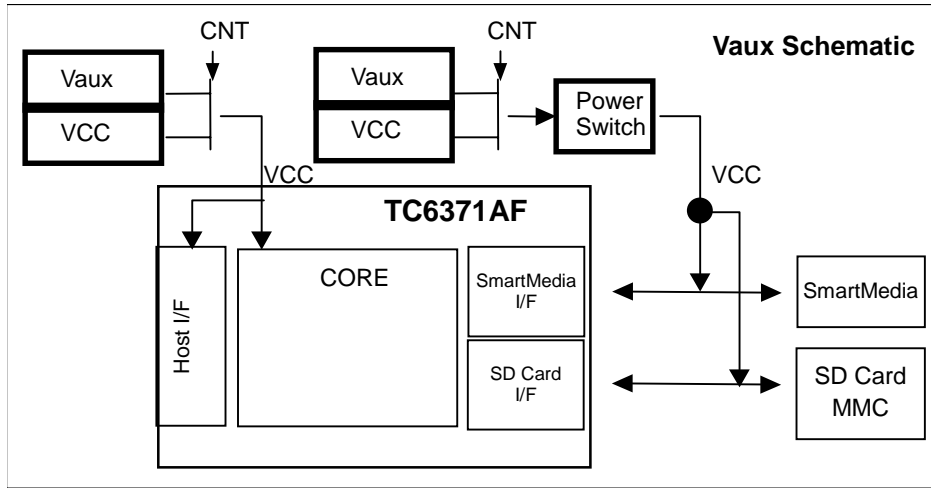 Vaux Schematic
CNT
Vaux
VCC
VCC
CNT
Vaux
VCC
Power
Switch
VCC
TC6371AF
Host I/F
CORE
SmartMedia
I/F
SD Card
I/F
SmartMedia
SD Card
MMC